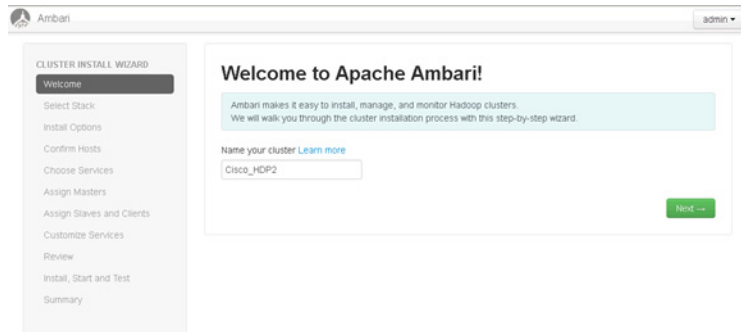 Ambari
admin
CLUSTER INSTALL WIZARD
Welcome
Select Stack
Install Options
Confirm Hosts
Choose Services
Assign Masters
Assign Slaves and Clients
Customize Services
Review
Install, Start and Test
Summary
Welcome to Apache Ambari!
Ambari makes it easy to install, manage, and monitor Hadoop clusters.
We will walk you through the cluster installation process with this step-by-step wizard.
Name your cluster Learn more
Cisco_HDP2
Next →